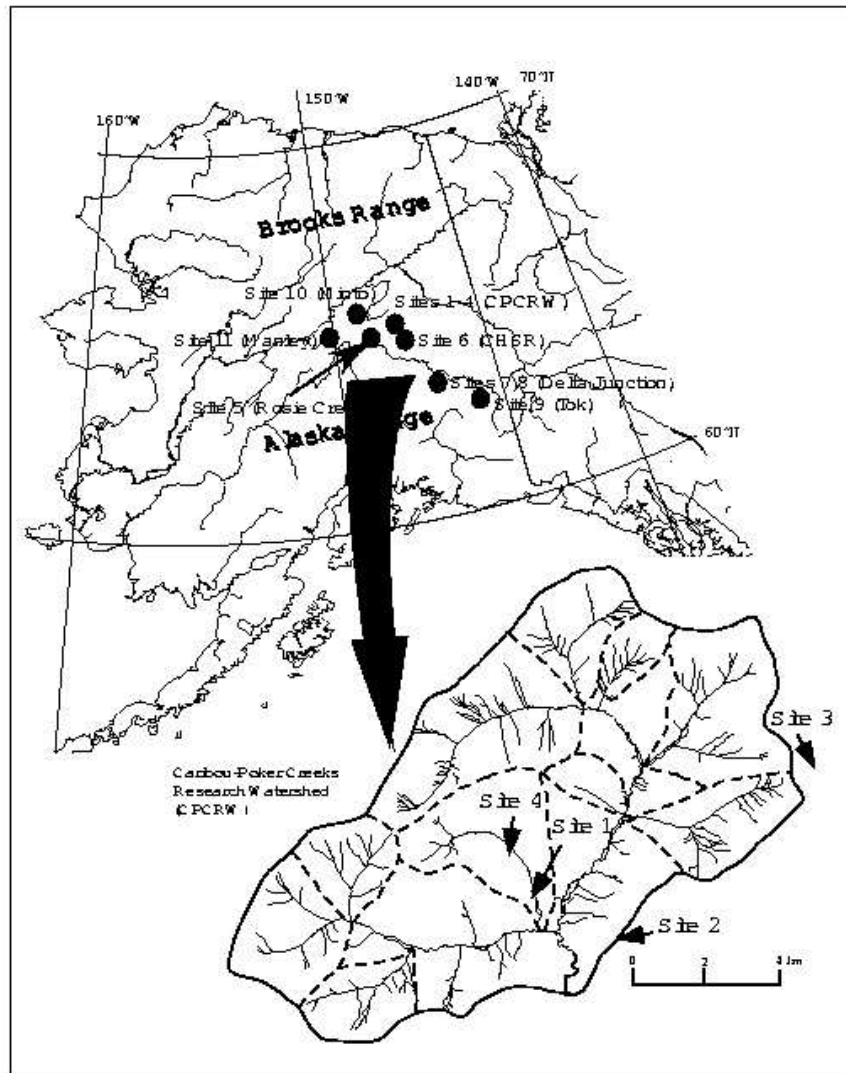 140°W
70°N
150°W
160°W
Brooks Range
Site 10 (Minto)
Sites 1-4 (CPCRW)
Site 11 (Manley)
Site 6 (CHSR)
Sites 7,8 (Delta Junction)
Site 5 (Rosie Cre
Site 9 (Tok)
Alaska nge
60°N
Site 3
Caribou-Poker Creeks
Research Watershed
(CPCRW)
Site 4
Site 1
Site 2
0 2 4 km